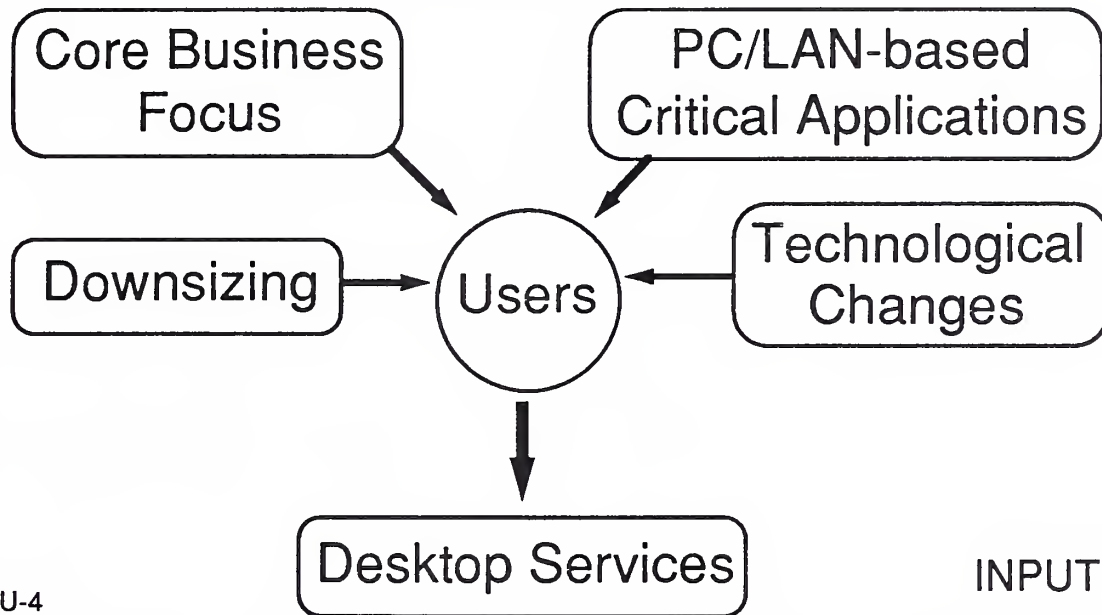 Core Business
Focus
PC/LAN-based
Critical Applications
Downsizing
Users
Technological
Changes
Desktop Services
U-4
INPUT